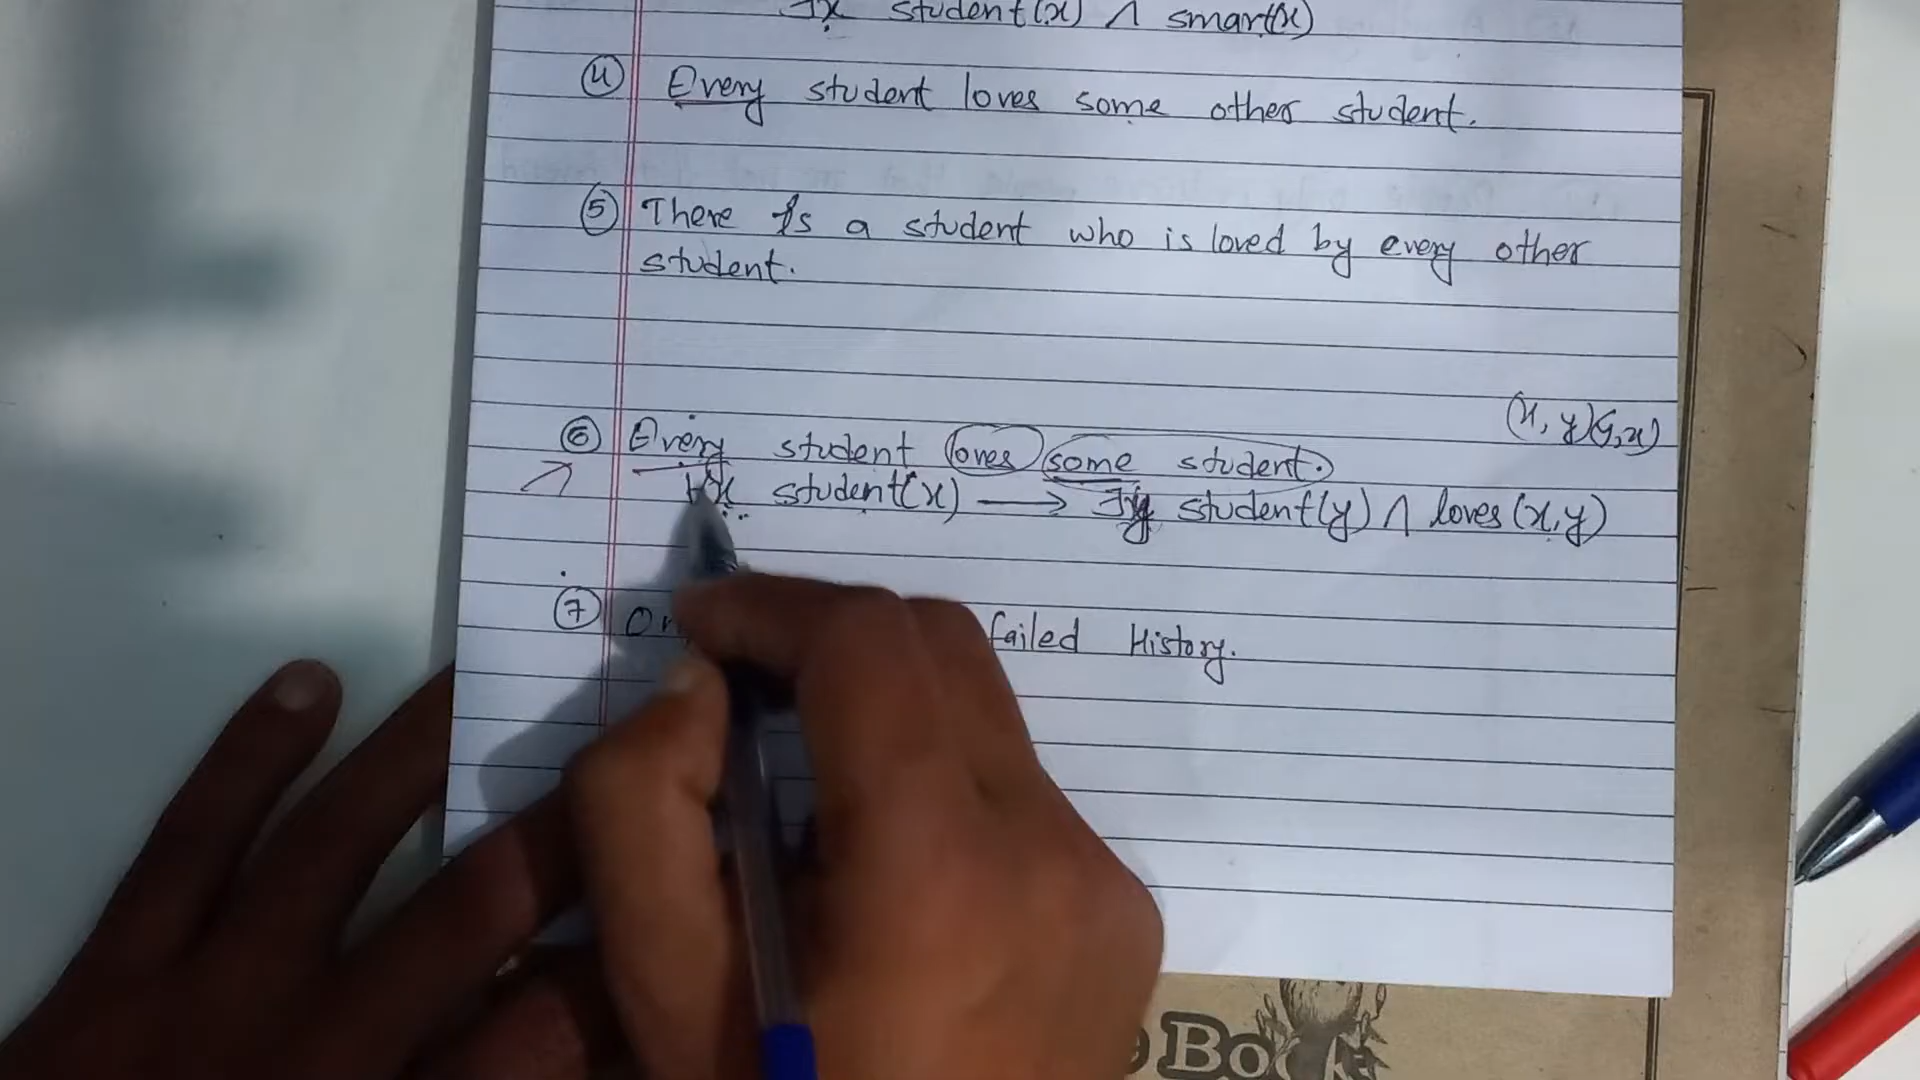 ∃x student(x) ∧ smart(x)
④ Every student loves some other student.
⑤ There is a student who is loved by every other
student.
(x, y)(y,x)
⑥ Every student loves some student.
∀x student(x) ⟶ ∃y student(y) ∧ loves(x,y)
⑦ failed History.
Bo